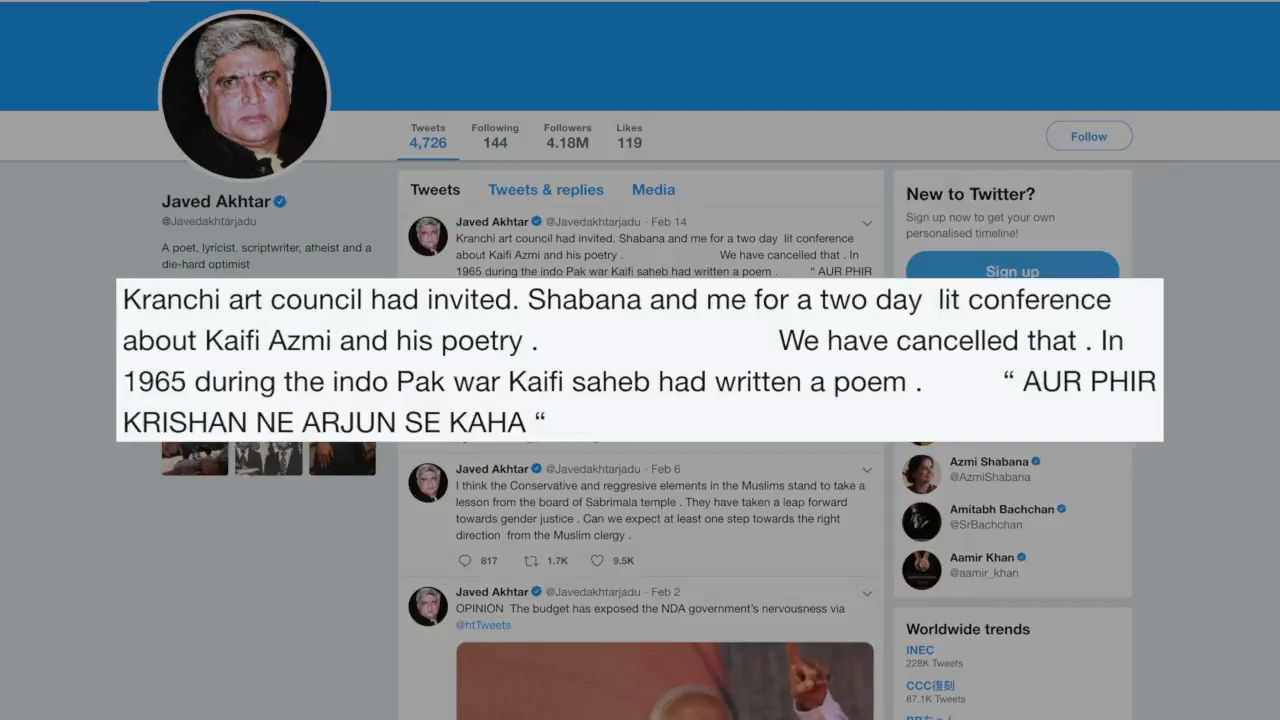 Tweets
4,726
Following
144
Followers
4.18M
Likes
119
Follow
Javed Akhtar
@Javedakhtarjadu
A poet, lyricist, scriptwriter, atheist and a
die-hard optimist
Tweets
Tweets & replies
Media
Javed Akhtar @Javedakhtarjadu · Feb 14
Kranchi art council had invited. Shabana and me for a two day lit conference
about Kaifi Azmi and his poetry . We have cancelled that . In
1965 during the indo Pak war Kaifi saheb had written a poem . “ AUR PHIR
New to Twitter?
Sign up now to get your own
personalised timeline!
Sign up
Kranchi art council had invited. Shabana and me for a two day lit conference
about Kaifi Azmi and his poetry . We have cancelled that . In
1965 during the indo Pak war Kaifi saheb had written a poem . “ AUR PHIR
KRISHAN NE ARJUN SE KAHA “
Javed Akhtar @Javedakhtarjadu · Feb 6
I think the Conservative and reggresive elements in the Muslims stand to take a
lesson from the board of Sabrimala temple . They have taken a leap forward
towards gender justice . Can we expect at least one step towards the right
direction from the Muslim clergy .
817
1.7K
9.5K
Javed Akhtar @Javedakhtarjadu · Feb 2
OPINION The budget has exposed the NDA government's nervousness via
@htTweets
Azmi Shabana
@AzmiShabana
Amitabh Bachchan
@SrBachchan
Aamir Khan
@aamir_khan
Worldwide trends
INEC
228K Tweets
CCC復刻
87.1K Tweets